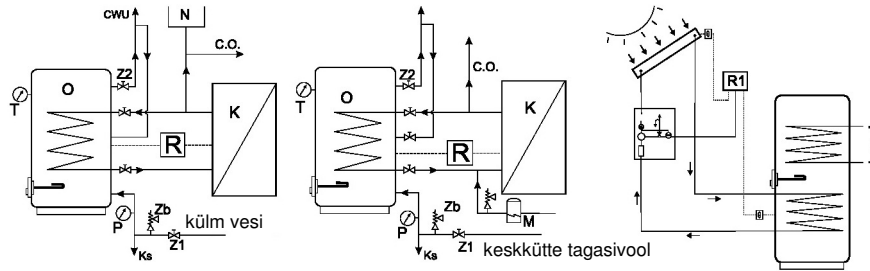 CWU
N
C.O.
Z2
O
T
K
R
Zb
P
külm vesi
Z1
Ks
C.O.
Z2
O
T
K
R
Zb
M
P
Z1
keskkütte tagasivool
Ks
R1